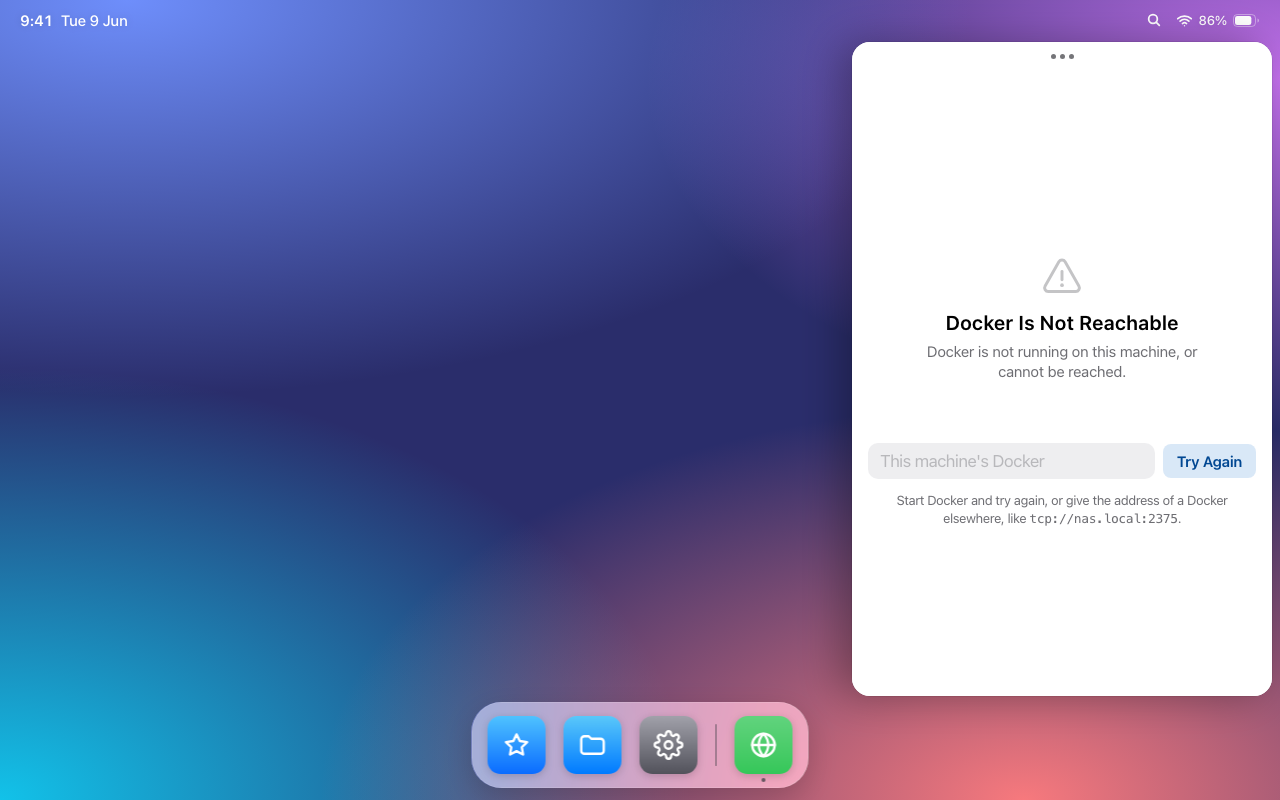 9:41 Tue 9 Jun
86%
Docker Is Not Reachable
Docker is not running on this machine, or
cannot be reached.
This machine's Docker
Try Again
Start Docker and try again, or give the address of a Docker
elsewhere, like tcp://nas.local:2375.